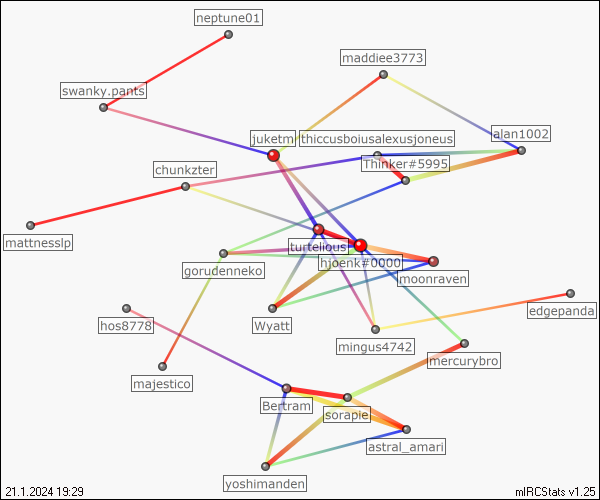 neptune01
maddiee3773
swanky.pants
juketm
thiccusboiusalexusjoneus
alan1002
Thinker#5995
chunkzter
mattnesslp
turtelious
hjoenk#0000
gorudenneko
moonraven
edgepanda
hos8778
Wyatt
mingus4742
mercurybro
majestico
Bertram
sorapie
astral_amari
yoshimanden
21.1.2024 19:29
mIRCStats v1.25